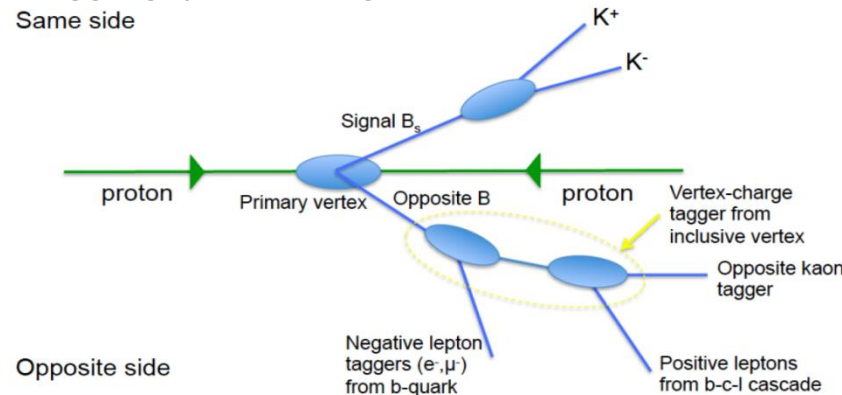 Same side
K+
K-
Signal Bs
proton
Primary vertex
Opposite B
proton
Vertex-charge
tagger from
inclusive vertex
Opposite kaon
tagger
Negative lepton
taggers (e-,μ-)
from b-quark
Positive leptons
from b-c-l cascade
Opposite side